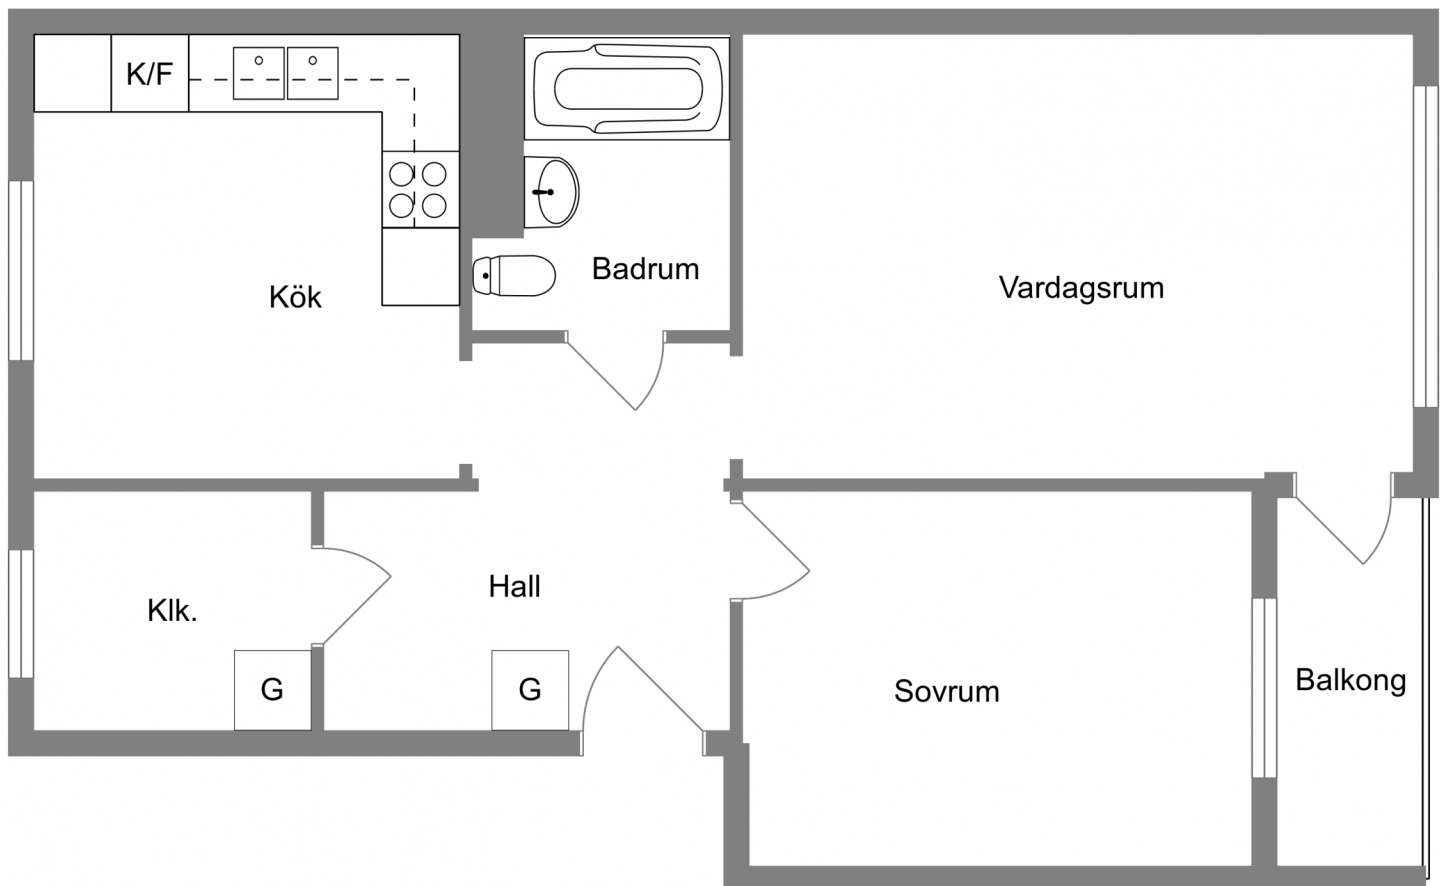 K/F
Badrum
Vardagsrum
Kök
Hall
Klk.
G
G
Sovrum
Balkong